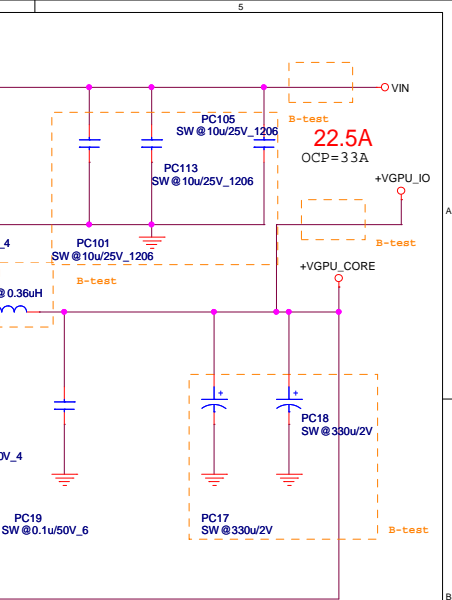 5
VIN
PC105
SW@10u/25V_1206
B-test
22.5A
OCP=33A
PC113
SW@10u/25V_1206
+VGPU_IO
A
_4
PC101
SW@10u/25V_1206
B-test
+VGPU_CORE
B-test
@0.36uH
+
+
PC18
SW@330u/2V
0V_4
PC19
SW@0.1u/50V_6
PC17
SW@330u/2V
B-test
B